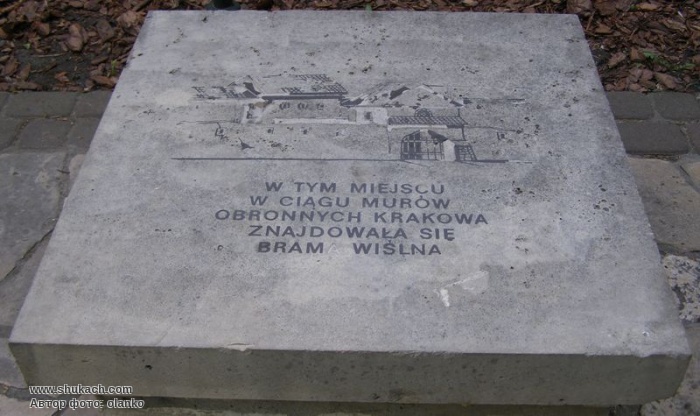 W TYM MIEJSCU
W CIĄGU MURÓW
OBRONNYCH KRAKOWA
ZNAJDOWAŁA SIĘ
BRAM WIŚLNA
www.shukach.com
Автор фото: olanko